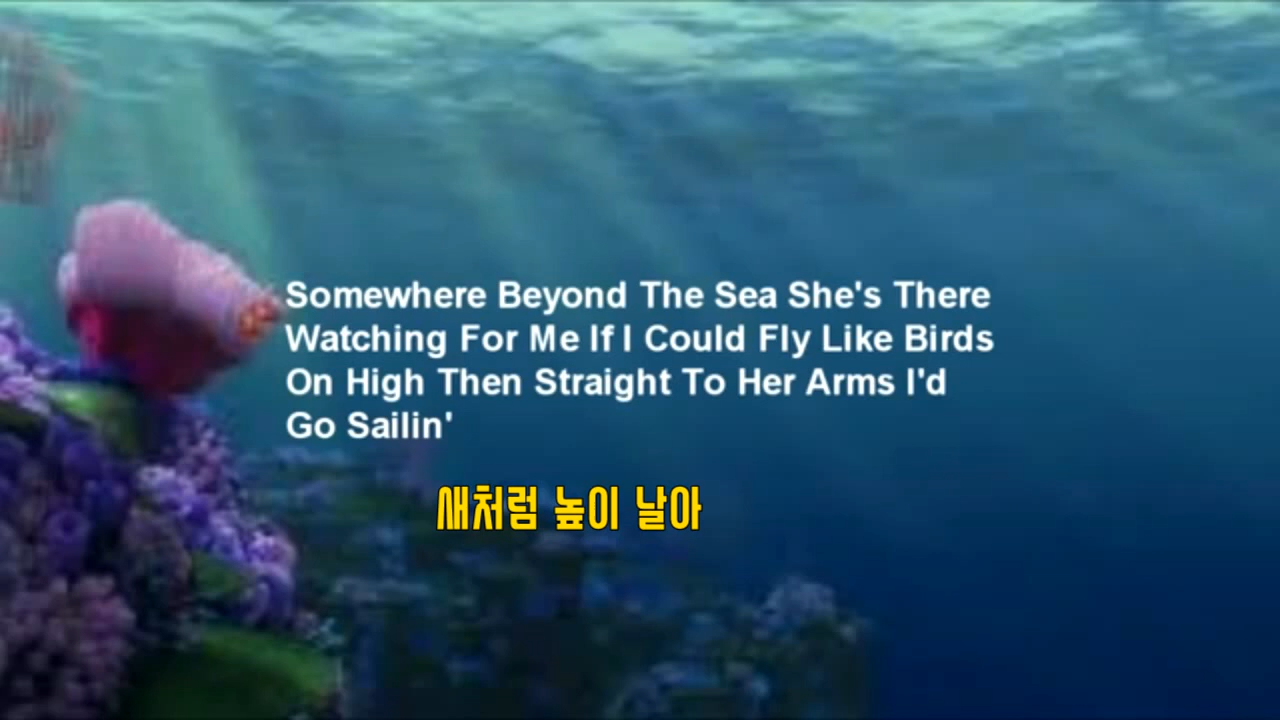 Somewhere Beyond The Sea She's There
Watching For Me If I Could Fly Like Birds
On High Then Straight To Her Arms I'd
Go Sailin'
새처럼 높이 날아